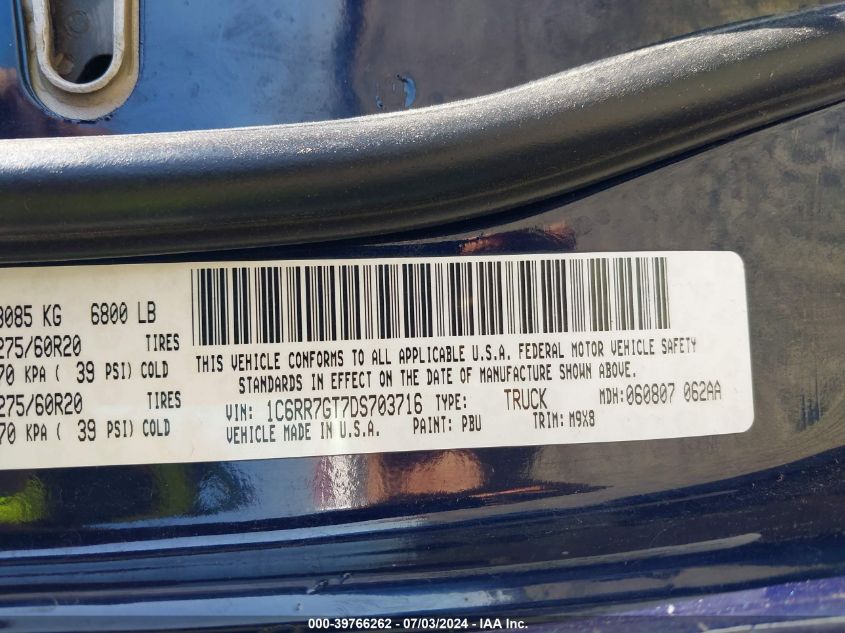 3085 KG 6800 LB
275/60R20 TIRES
70 KPA ( 39 PSI) COLD
275/60R20 TIRES
70 KPA ( 39 PSI) COLD
THIS VEHICLE CONFORMS TO ALL APPLICABLE U.S.A. FEDERAL MOTOR VEHICLE SAFETY
STANDARDS IN EFFECT ON THE DATE OF MANUFACTURE SHOWN ABOVE.
VIN: 1C6RR7GT7DS703716 TYPE: TRUCK MDH:060807 062AA
VEHICLE MADE IN U.S.A. PAINT: PBU TRIM: M9X8
000-39766262 - 07/03/2024 - IAA Inc.